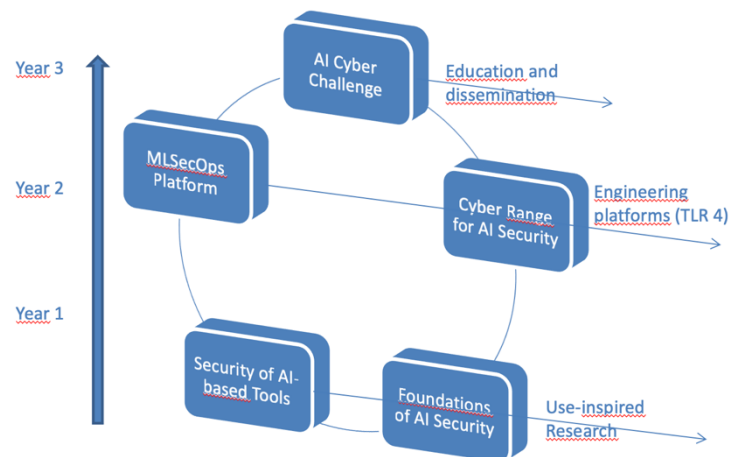 Year 3
AI Cyber
Challenge
Education and
dissemination
MLSecOps
Platform
Year 2
Cyber Range
for AI Security
Engineering
platforms (TLR 4)
Year 1
Security of AI-
based Tools
Foundations
of AI Security
Use-inspired
Research